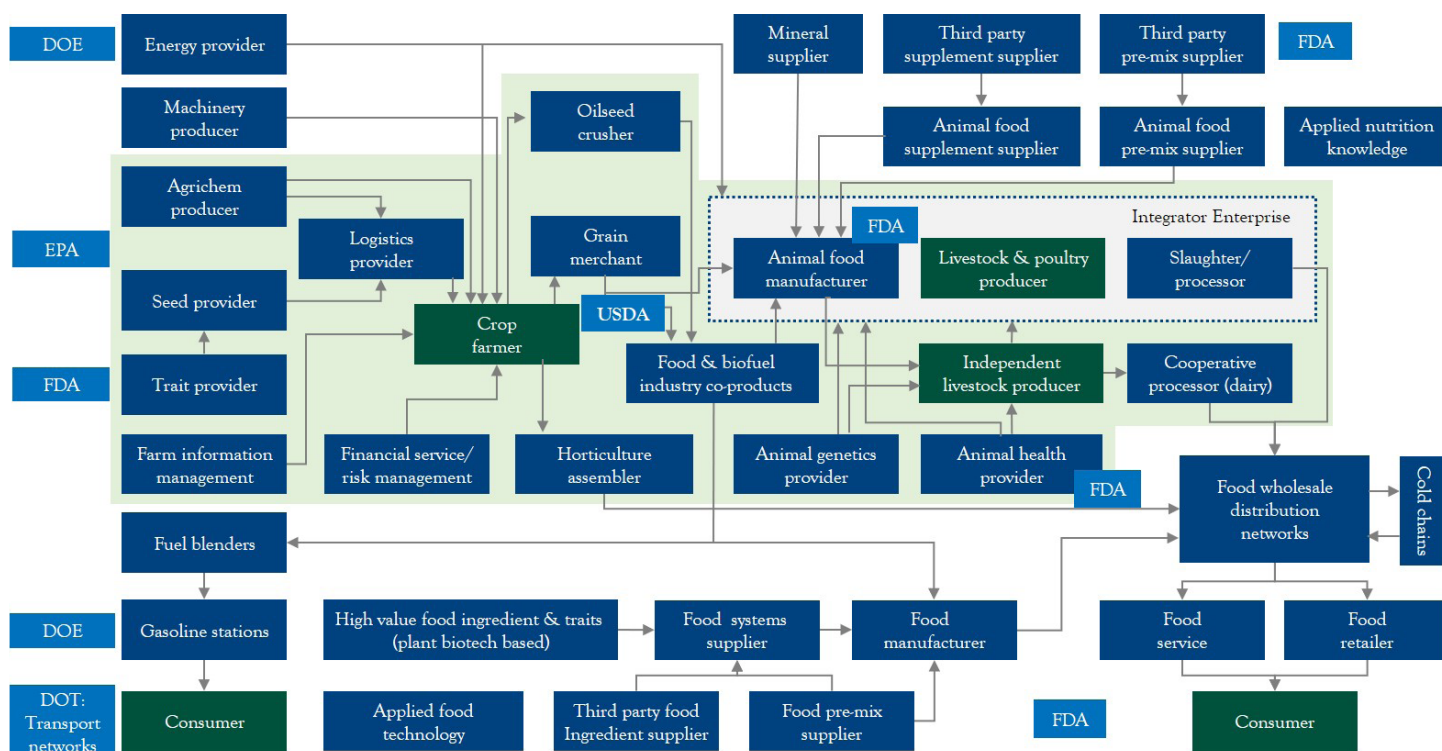 DOE
Energy provider
Mineral
supplier
Third party
supplement supplier
Third party
pre-mix supplier
FDA
Machinery
producer
Oilseed
crusher
Animal food
supplement supplier
Animal food
pre-mix supplier
Applied nutrition
knowledge
Agrichem
producer
Integrator Enterprise
EPA
Logistics
provider
Grain
merchant
FDA
Animal food
manufacturer
Livestock & poultry
producer
Slaughter/
processor
Seed provider
USDA
Crop
farmer
FDA
Trait provider
Food & biofuel
industry co-products
Independent
livestock producer
Cooperative
processor (dairy)
Farm information
management
Financial service/
risk management
Horticulture
assembler
Animal genetics
provider
Animal health
provider
FDA
Food wholesale
distribution
networks
Cold chains
Fuel blenders
DOE
Gasoline stations
High value food ingredient & traits
(plant biotech based)
Food systems
supplier
Food
manufacturer
Food
service
Food
retailer
DOT:
Transport
networks
Consumer
Applied food
technology
Third party food
Ingredient supplier
Food pre-mix
supplier
FDA
Consumer